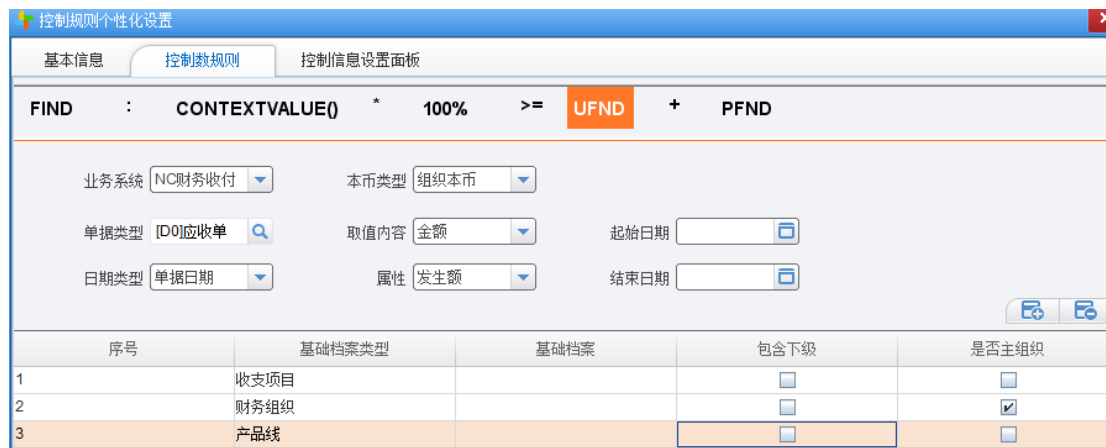 控制规则个性化设置
基本信息 控制数规则 控制信息设置面板
FIND : CONTEXTVALUE() * 100% >= UFND + PFND
业务系统 NC财务收付 本币类型 组织本币
单据类型 [D0]应收单 取值内容 金额 起始日期
日期类型 单据日期 属性 发生额 结束日期
序号 基础档案类型 基础档案 包含下级 是否主组织
1 收支项目
2 财务组织
3 产品线